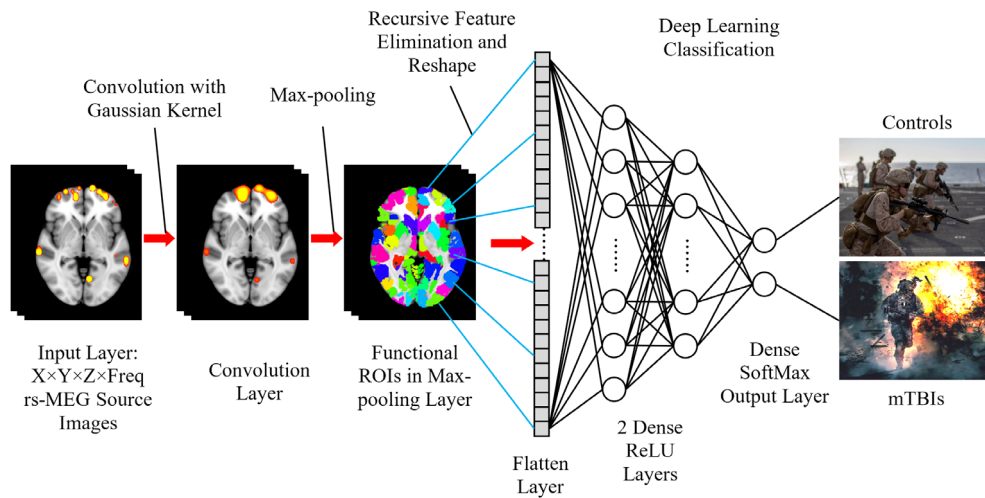 Recursive Feature
Elimination and
Reshape
Deep Learning
Classification
Convolution with
Gaussian Kernel
Max-pooling
Controls
Input Layer:
X×Y×Z×Freq
rs-MEG Source
Images
Convolution
Layer
Functional
ROIs in Max-
pooling Layer
Flatten
Layer
2 Dense
ReLU
Layers
Dense
SoftMax
Output Layer
mTBIs